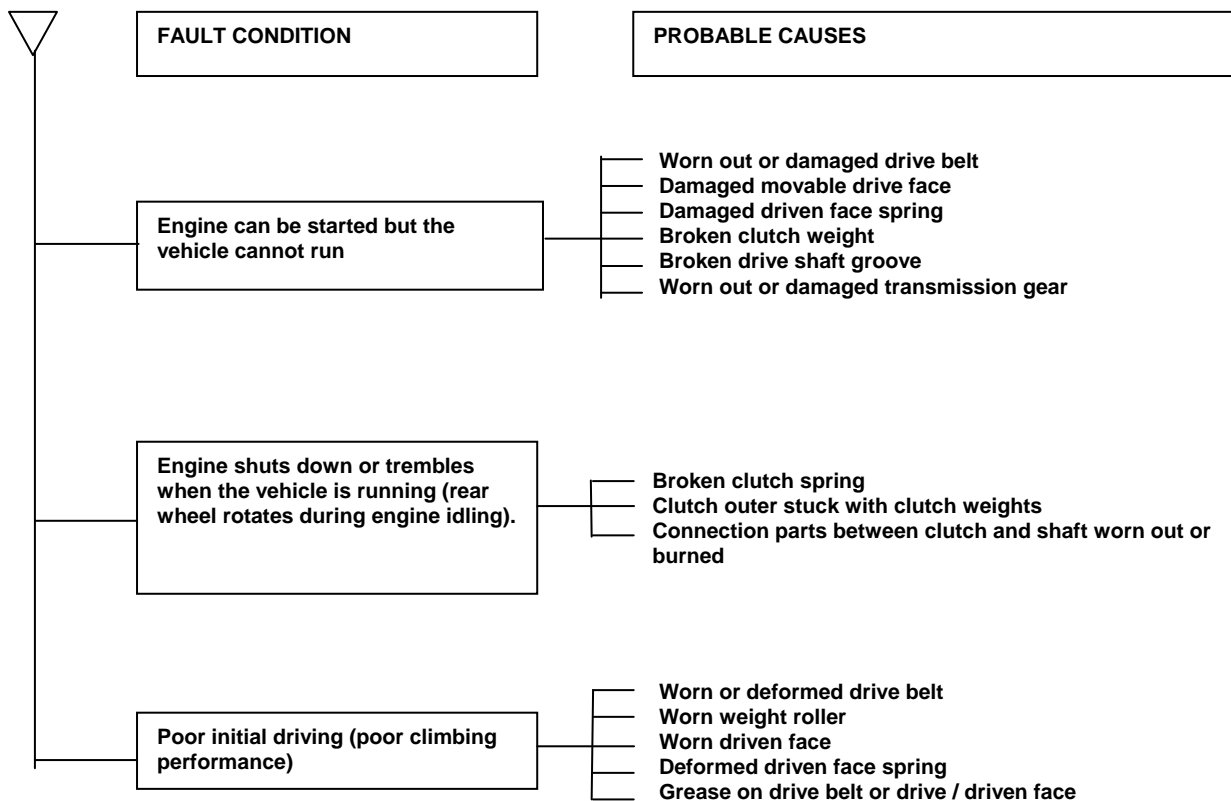 FAULT CONDITION
PROBABLE CAUSES
Engine can be started but the
vehicle cannot run
Worn out or damaged drive belt
Damaged movable drive face
Damaged driven face spring
Broken clutch weight
Broken drive shaft groove
Worn out or damaged transmission gear
Engine shuts down or trembles
when the vehicle is running (rear
wheel rotates during engine idling).
Broken clutch spring
Clutch outer stuck with clutch weights
Connection parts between clutch and shaft worn out or
burned
Poor initial driving (poor climbing
performance)
Worn or deformed drive belt
Worn weight roller
Worn driven face
Deformed driven face spring
Grease on drive belt or drive / driven face